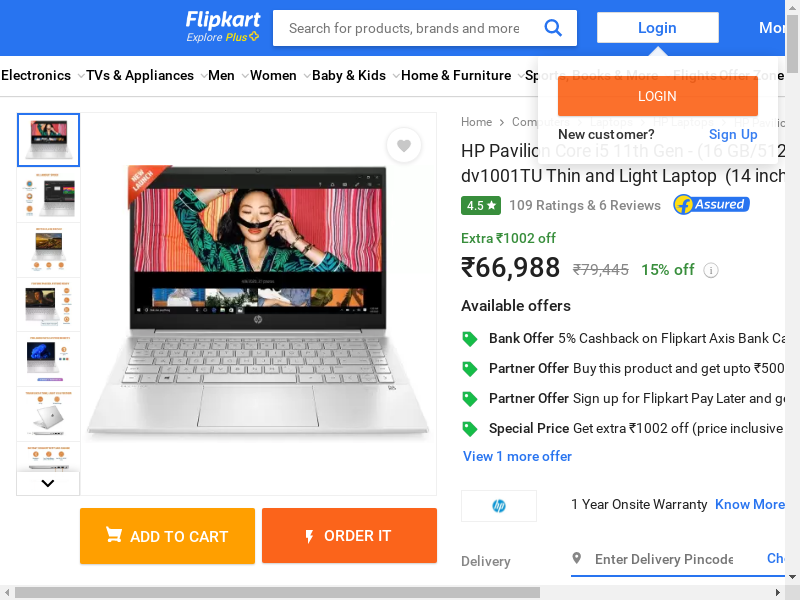 Flipkart
Explore Plus
Search for products, brands and more
Login
Electronics TVs & Appliances Men Women Baby & Kids Home & Furniture Sports, Books & More Flights Offer Zone
LOGIN
New customer? Sign Up
Home
HP Pavilion Core i5 11th Gen - (16 GB/512
dv1001TU Thin and Light Laptop (14 inch
4.5 109 Ratings & 6 Reviews Assured
Extra ₹1002 off
₹66,988 ₹79,445 15% off i
Available offers
Bank Offer 5% Cashback on Flipkart Axis Bank
Partner Offer Buy this product and get upto ₹500
Partner Offer Sign up for Flipkart Pay Later and
Special Price Get extra ₹1002 off (price inclusive
View 1 more offer
hp 1 Year Onsite Warranty Know More
Delivery Enter Delivery Pincode
NEW LAUNCH
hp
ADD TO CART ORDER IT